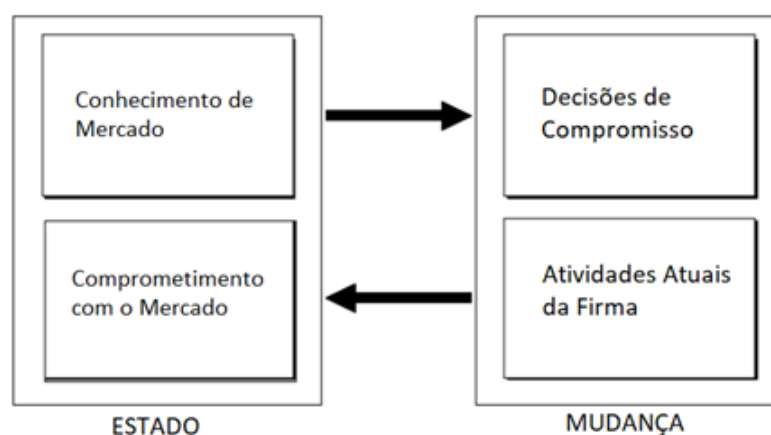 Conhecimento de
Mercado
Decisões de
Compromisso
Comprometimento
com o Mercado
Atividades Atuais
da Firma
ESTADO
MUDANÇA